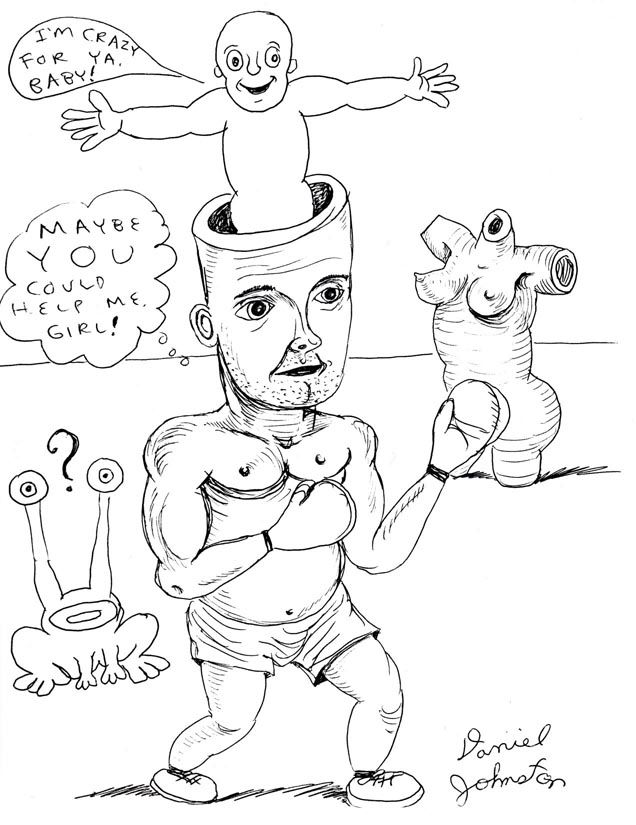 I'M CRAZY
FOR YA,
BABY!
MAYBE
YOU
COULD
HELP ME,
GIRL!
?
Daniel
Johnston